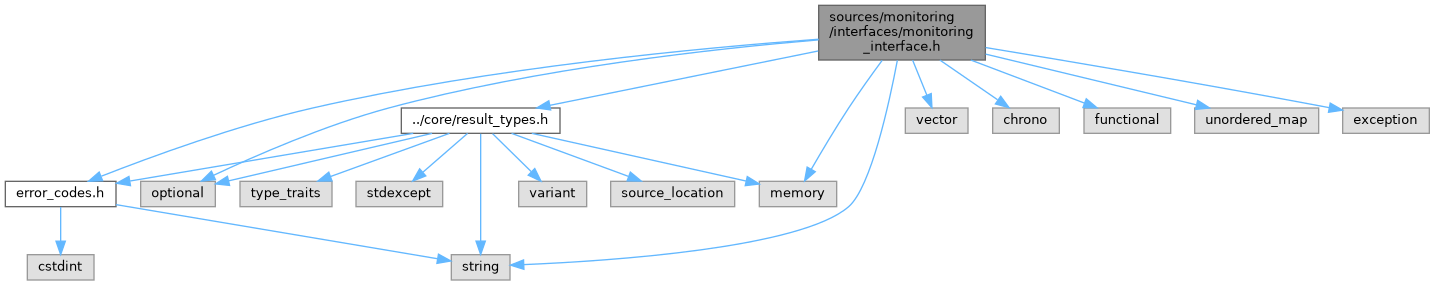 sources/monitoring
/interfaces/monitoring
_interface.h
../core/result_types.h
vector
chrono
functional
unordered_map
exception
error_codes.h
optional
type_traits
stdexcept
variant
source_location
memory
cstdint
string